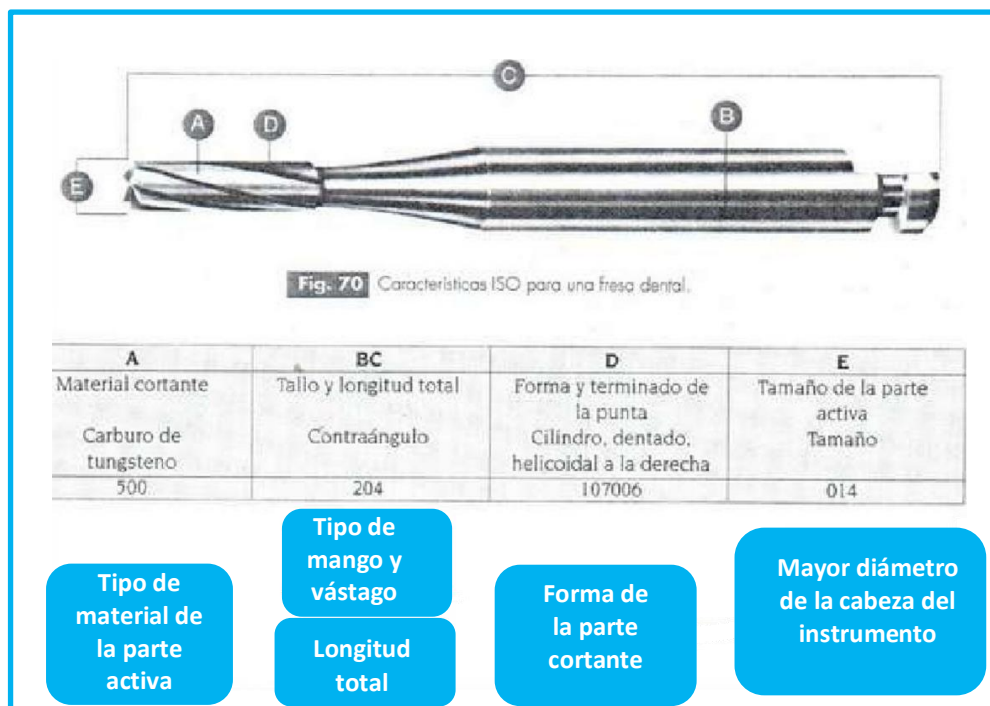 C
A
D
B
E
Fig. 70 Características ISO para una fresa dental.
A BC D E
Material cortante Tallo y longitud total Forma y terminado de Tamaño de la parte
la punta activa
Carburo de Contraángulo Cilindro, dentado, Tamaño
tungsteno helicoidal a la derecha
500 204 107006 014
Tipo de
material de
la parte
activa
Tipo de
mango y
vástago
Longitud
total
Forma de
la parte
cortante
Mayor diámetro
de la cabeza del
instrumento